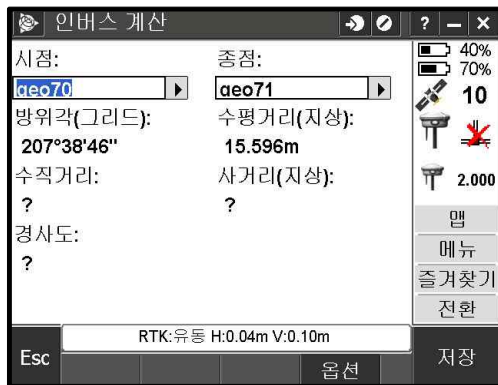 인버스 계산
? – ×
시점:
종점:
geo70
geo71
방위각(그리드):
수평거리(지상):
207°38'46"
15.596m
수직거리:
사거리(지상):
?
?
경사도:
?
40%
70%
10
2.000
맵
메뉴
즐겨찾기
전환
RTK:유동 H:0.04m V:0.10m
Esc
옵션
저장